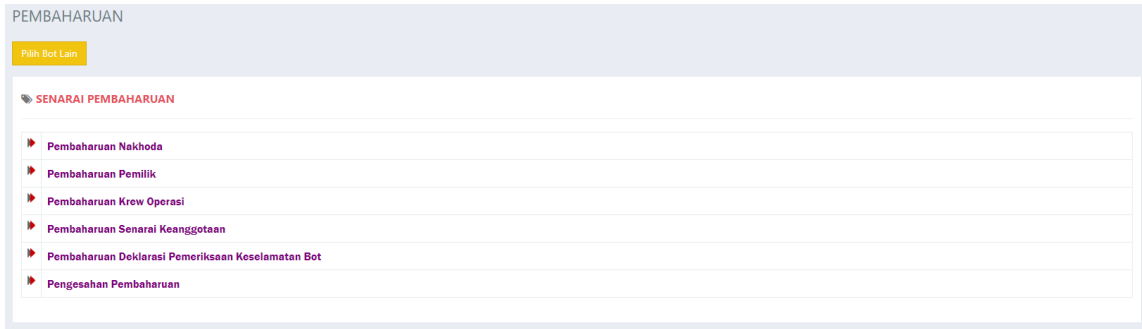 PEMBAHARUAN
Pilih Bot Lain
SENARAI PEMBAHARUAN
Pembaharuan Nakhoda
Pembaharuan Pemilik
Pembaharuan Krew Operasi
Pembaharuan Senarai Keanggotaan
Pembaharuan Deklarasi Pemeriksaan Keselamatan Bot
Pengesahan Pembaharuan